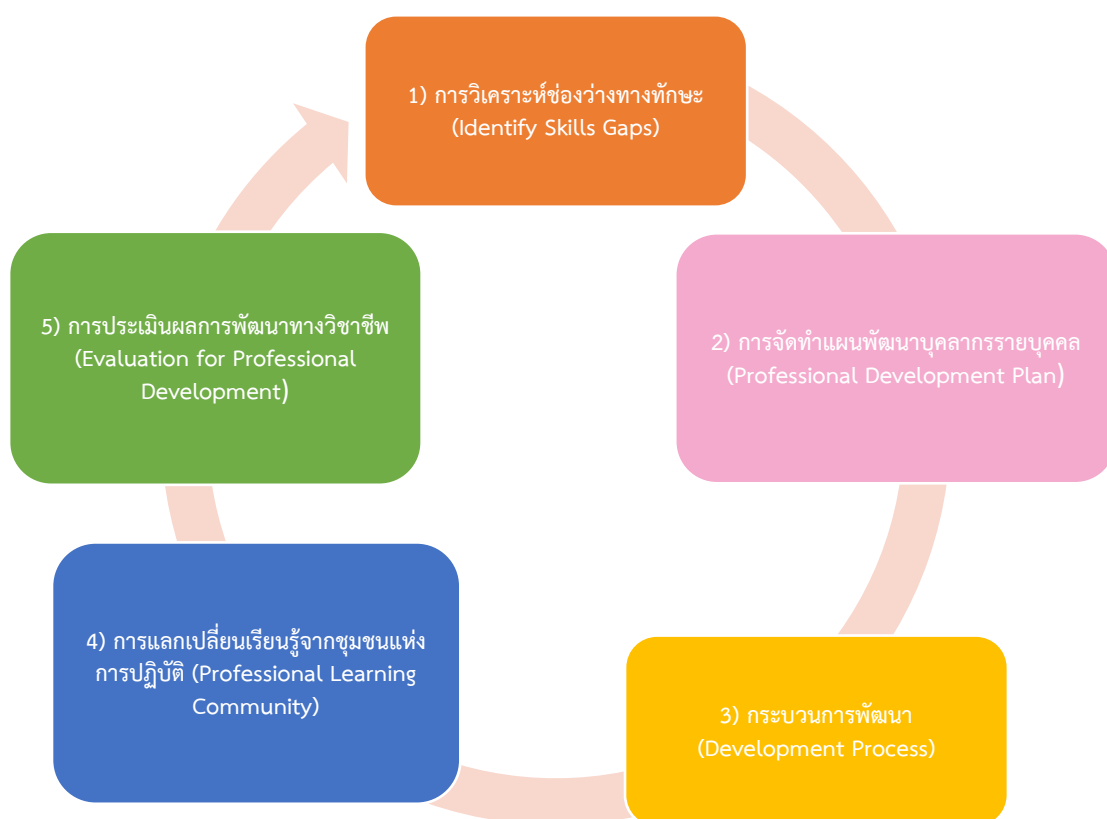 1) การวิเคราะห์ช่องว่างทางทักษะ
(Identify Skills Gaps)
2) การจัดทำแผนพัฒนาบุคลากรรายบุคคล
(Professional Development Plan)
3) กระบวนการพัฒนา
(Development Process)
4) การแลกเปลี่ยนเรียนรู้จากชุมชนแห่ง
การปฏิบัติ (Professional Learning
Community)
5) การประเมินผลการพัฒนาทางวิชาชีพ
(Evaluation for Professional
Development)